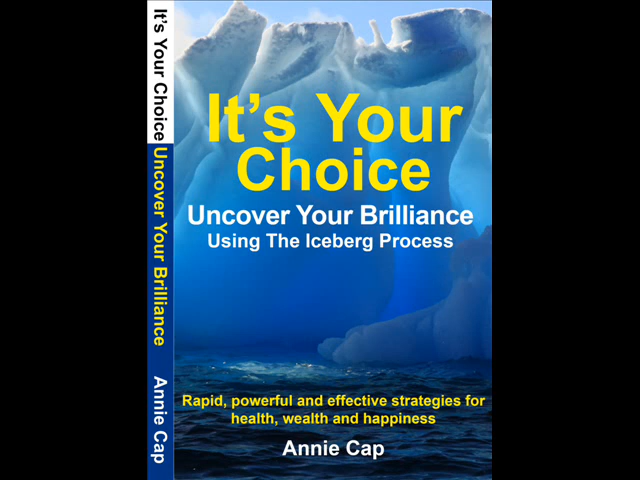 It's Your Choice Uncover Your Brilliance Annie Cap
It's Your
Choice
Uncover Your Brilliance
Using The Iceberg Process
Rapid, powerful and effective strategies for
health, wealth and happiness
Annie Cap